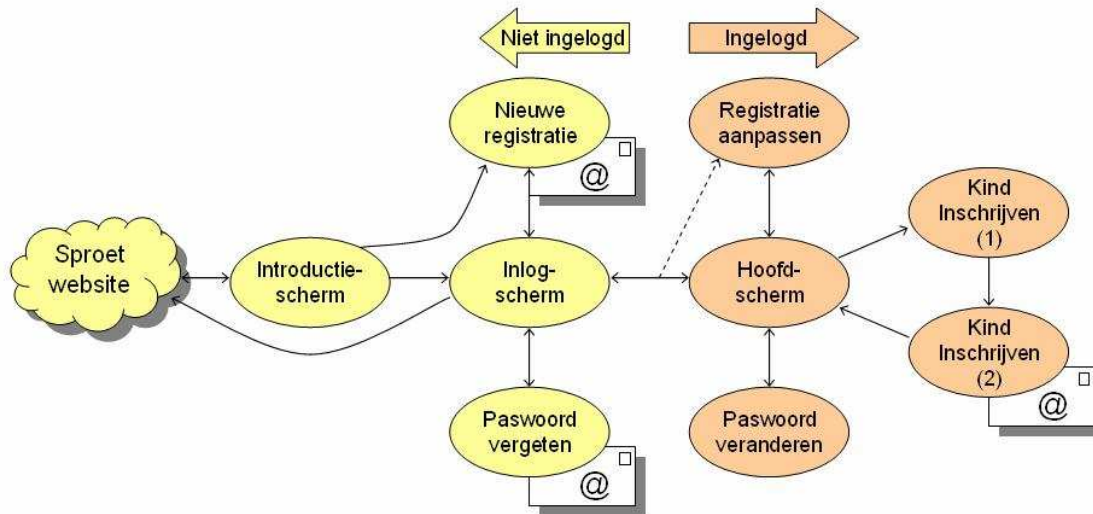 Niet ingelogd
Ingelogd
Nieuwe
registratie
@
Registratie
aanpassen
Kind
Inschrijven
(1)
Sproet
website
Introductie-
scherm
Inlog-
scherm
Hoofd-
scherm
Kind
Inschrijven
(2)
@
Paswoord
vergeten
@
Paswoord
veranderen